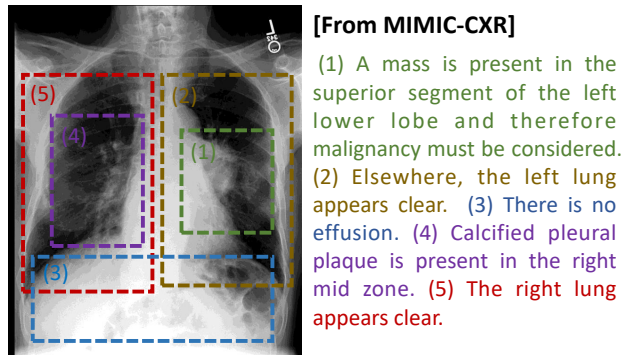 [From MIMIC-CXR]
(1) A mass is present in the
superior segment of the left
lower lobe and therefore
malignancy must be considered.
(2) Elsewhere, the left lung
appears clear. (3) There is no
effusion. (4) Calcified pleural
plaque is present in the right
mid zone. (5) The right lung
appears clear.
L
(5)
(2)
(4)
(1)
(3)